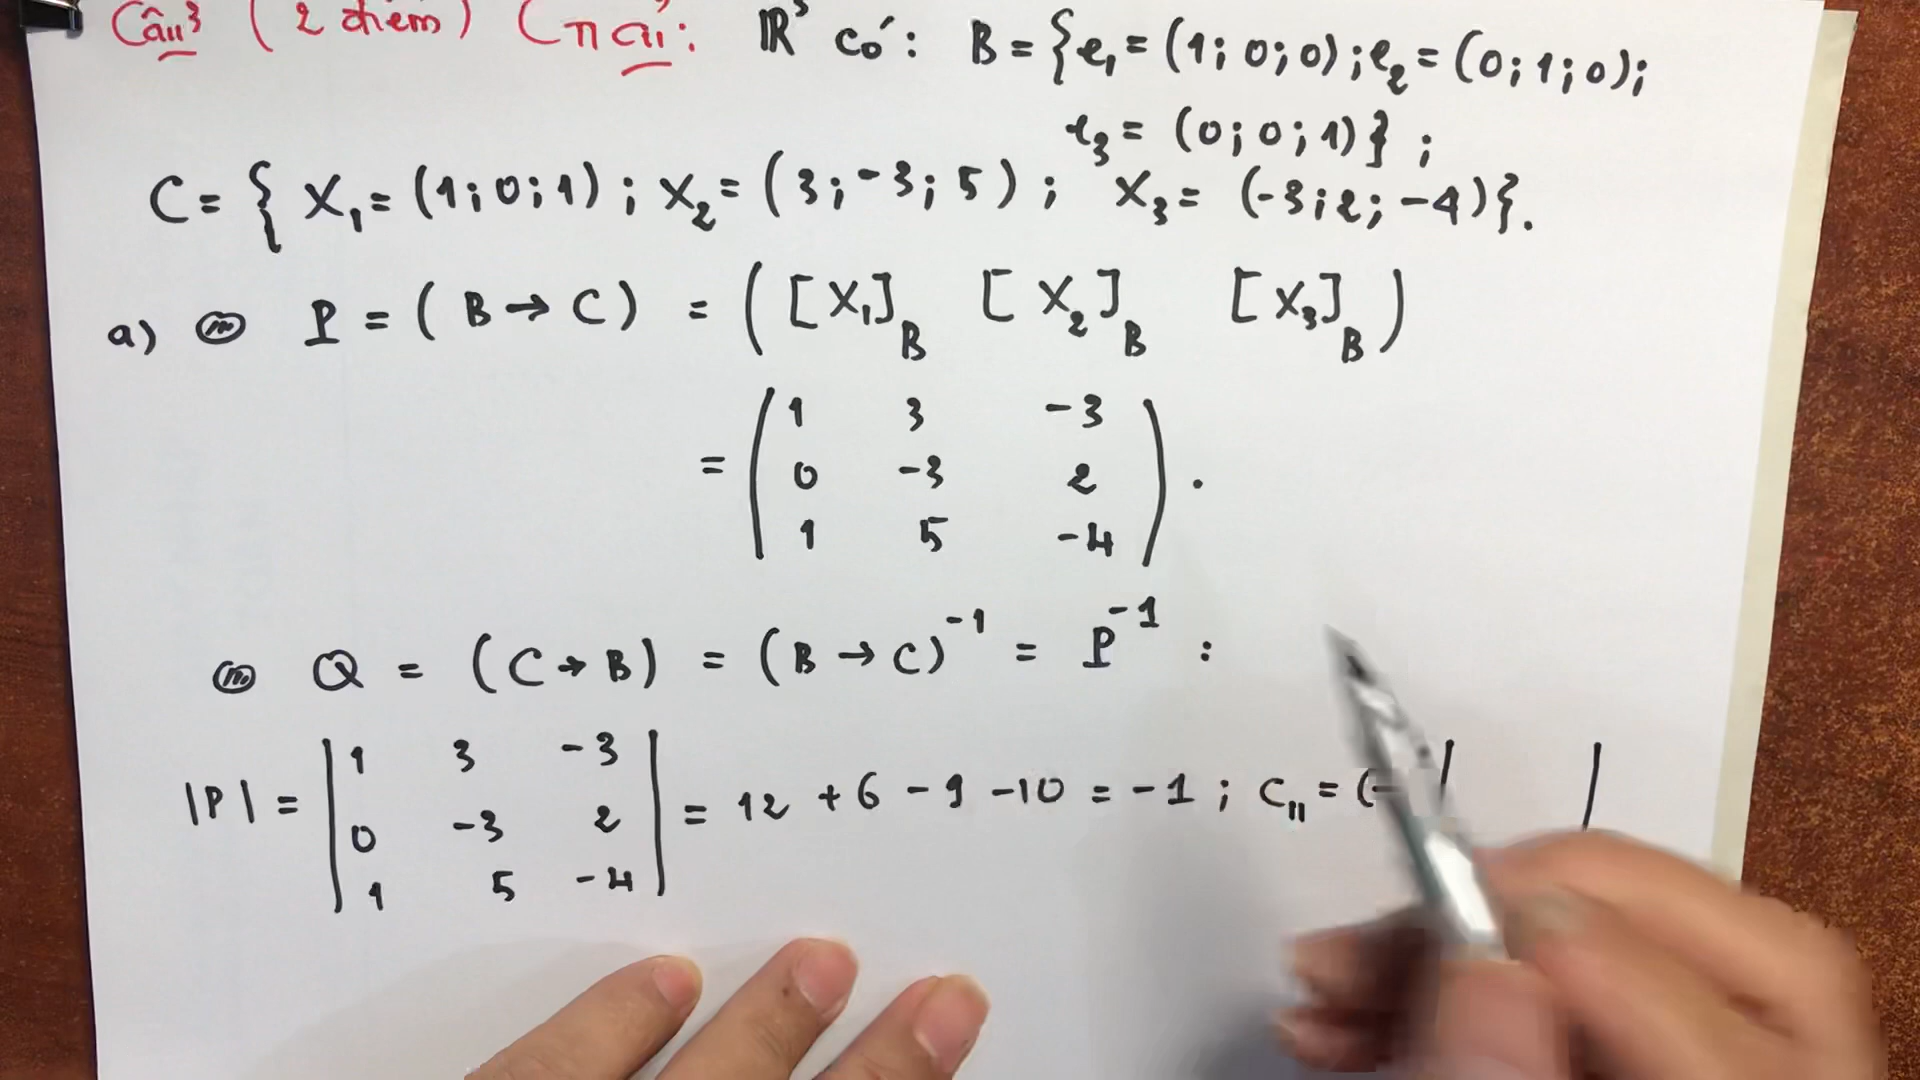 Câu 3 (2 điểm) Giải: ℝ³ có: B = {e₁ = (1; 0; 0); e₂ = (0; 1; 0);
e₃ = (0; 0; 1)};
C = { X₁ = (1; 0; 1); X₂ = (3; -3; 5); X₃ = (-3; 2; -4)}.
a) P = (B → C) = ([X₁]_B [X₂]_B [X₃]_B)
1 3 -3
= 0 -3 2 .
1 5 -4
Q = (C → B) = (B → C)⁻¹ = P⁻¹ :
1 3 -3
|P| = 0 -3 2 = 12 + 6 - 9 - 10 = -1 ; C₁₁ = (-
1 5 -4